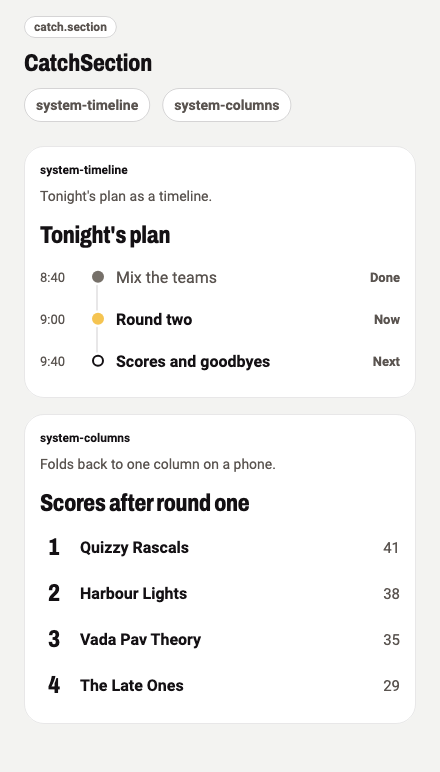 catch.section
CatchSection
system-timeline system-columns
system-timeline
Tonight's plan as a timeline.
Tonight's plan
8:40 Mix the teams Done
9:00 Round two Now
9:40 Scores and goodbyes Next
system-columns
Folds back to one column on a phone.
Scores after round one
1 Quizzy Rascals 41
2 Harbour Lights 38
3 Vada Pav Theory 35
4 The Late Ones 29